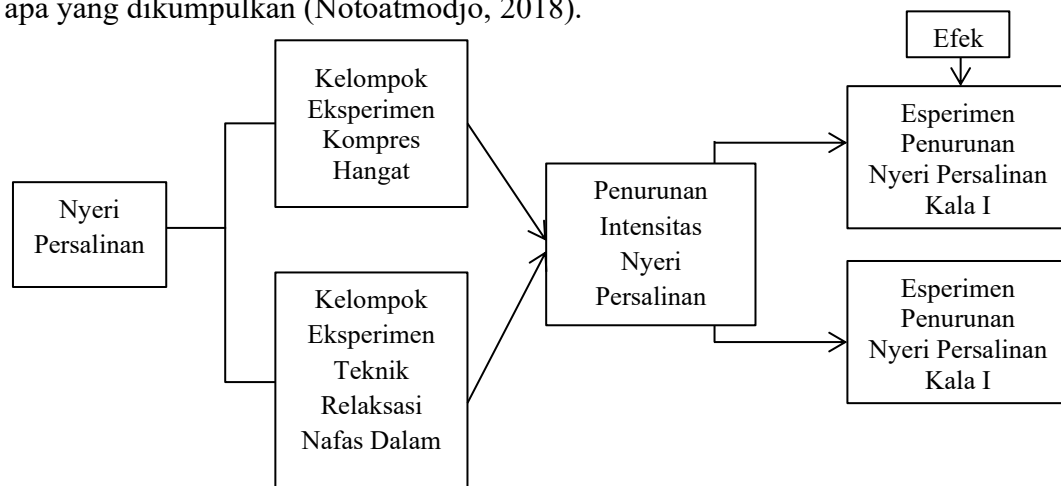 apa yang dikumpulkan (Notoatmodjo, 2018).
Nyeri
Persalinan
Kelompok
Eksperimen
Kompres
Hangat
Kelompok
Eksperimen
Teknik
Relaksasi
Nafas Dalam
Penurunan
Intensitas
Nyeri
Persalinan
Efek
Esperimen
Penurunan
Nyeri Persalinan
Kala I
Esperimen
Penurunan
Nyeri Persalinan
Kala I